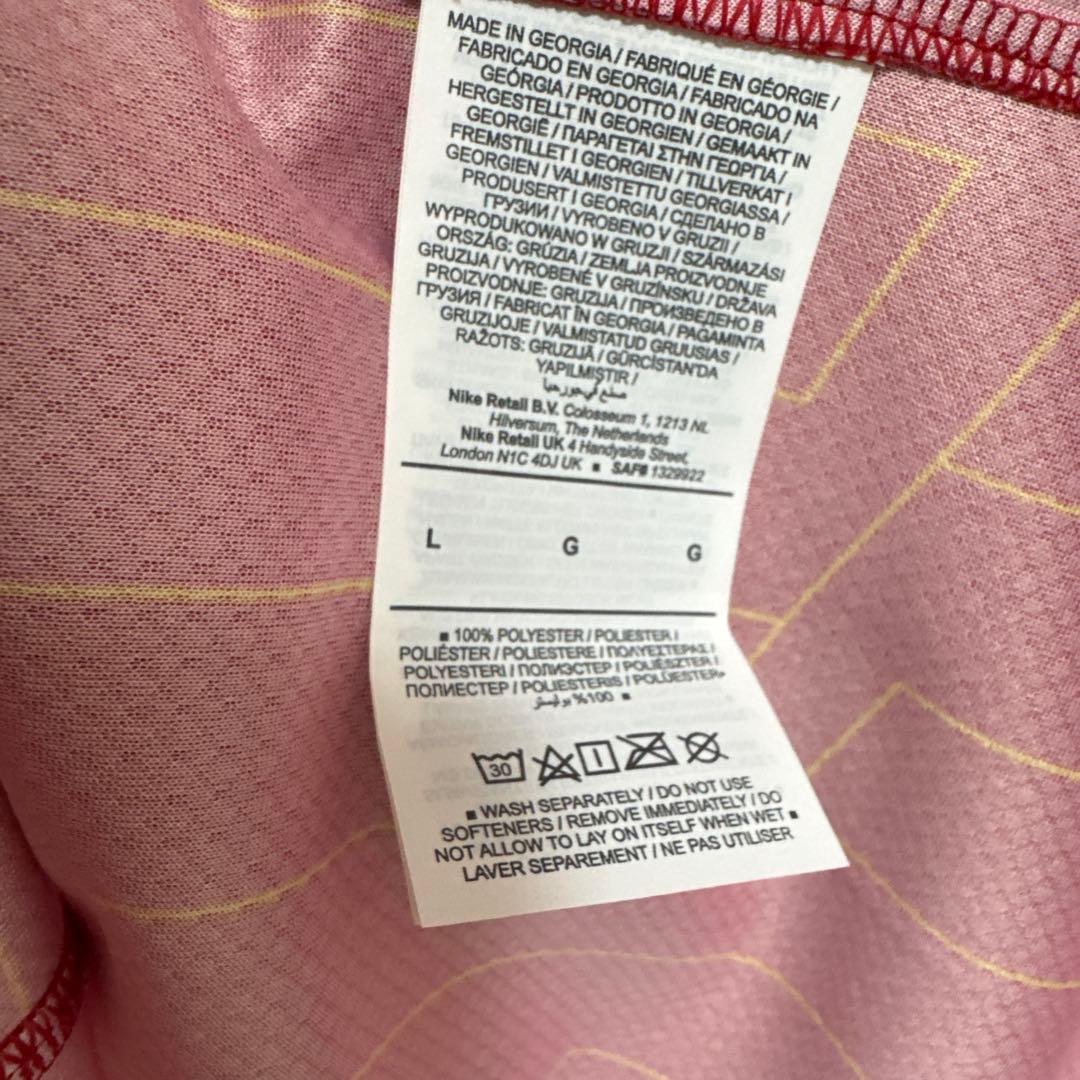 MADE IN GEORGIA / FABRIQUÉ EN GÉORGIE /
FABRICADO EN GEORGIA / FABRICADO NA
GEÓRGIA / PRODOTTO IN GEORGIA /
HERGESTELLT IN GEORGIEN / GEMAAKT IN
GEORGIË / ΠΑΡΑΓΕΤΑΙ ΣΤΗΝ ΓΕΩΡΓΙΑ /
FREMSTILLET I GEORGIEN / TILLVERKAT I
GEORGIEN / VALMISTETTU GEORGIASSA /
PRODUSERT I GEORGIA / СДЕЛАНО В
ГРУЗИИ / VYROBENO V GRUZII /
WYPRODUKOWANO W GRUZJI / SZÁRMAZÁSI
ORSZÁG: GRÚZIA / ZEMLJA PROIZVODNJE
GRUZIJA / VYROBENÉ V GRUZÍNSKU / DRŽAVA
PROIZVODNJE: GRUZIJA / ПРОИЗВЕДЕНО В
ГРУЗИЯ / FABRICAT ÎN GEORGIA / PAGAMINTA
GRUZIJOJE / VALMISTATUD GRUUSIAS /
RAŽOTS: GRUZIJĀ / GÜRCİSTAN'DA
YAPILMIŞTIR /
صنع في جورجيا
Nike Retail B.V. Colosseum 1, 1213 NL
Hilversum, The Netherlands
Nike Retail UK 4 Handyside Street,
London N1C 4DJ UK ■ SAF# 1329922
L G G
■ 100% POLYESTER / POLIESTER /
POLIÉSTER / POLIESTERE / ΠΟΛΥΕΣΤΕΡΑΣ /
POLYESTERI / ПОЛИЭСТЕР / POLIÉSZTER /
ПОЛИЕСТЕР / POLIESTERIS / POLÜESTER
100% بوليستر ■
30
■ WASH SEPARATELY / DO NOT USE
SOFTENERS / REMOVE IMMEDIATELY / DO
NOT ALLOW TO LAY ON ITSELF WHEN WET ■
LAVER SEPAREMENT / NE PAS UTILISER